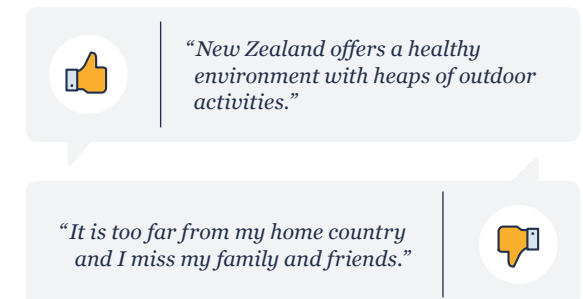 “New Zealand offers a healthy
environment with heaps of outdoor
activities.”
“It is too far from my home country
and I miss my family and friends.”